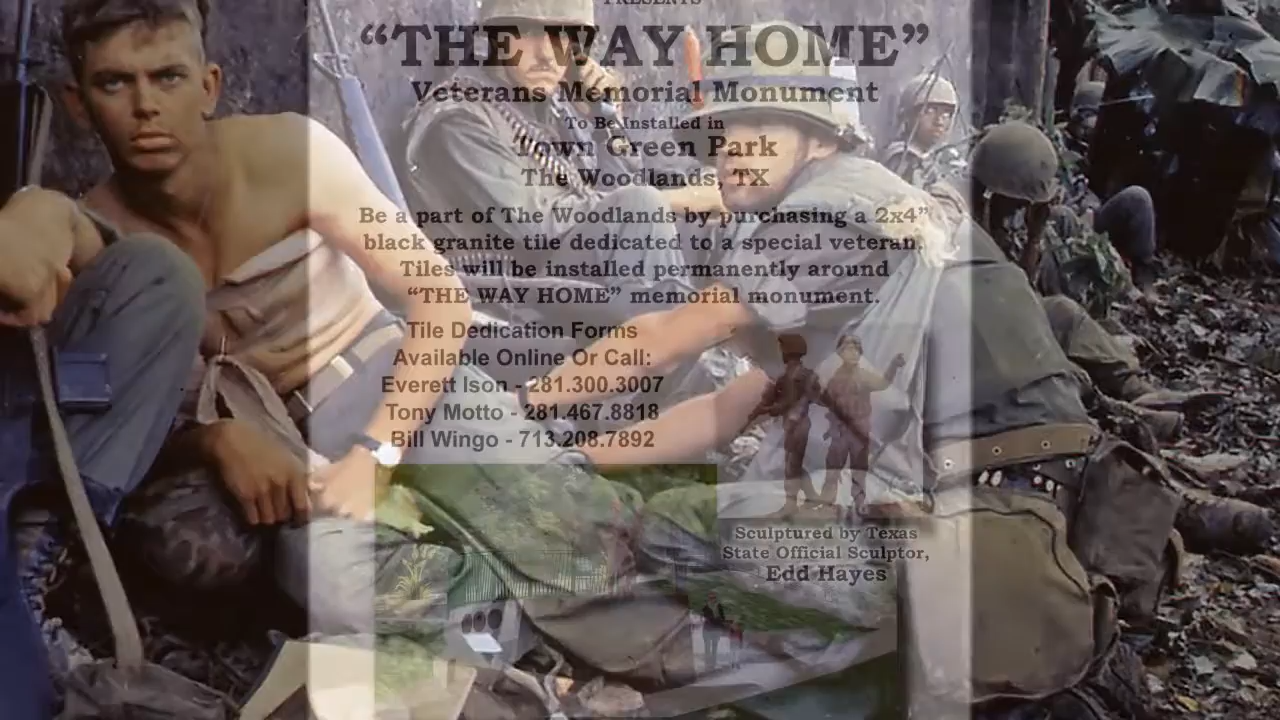 PRESENTS
“THE WAY HOME”
Veterans Memorial Monument
To Be Installed in
Town Green Park
The Woodlands, TX
Be a part of The Woodlands by purchasing a 2x4”
black granite tile dedicated to a special veteran.
Tiles will be installed permanently around
“THE WAY HOME” memorial monument.
Tile Dedication Forms
Available Online Or Call:
Everett Ison - 281.300.3007
Tony Motto - 281.467.8818
Bill Wingo - 713.208.7892
Sculptured by Texas
State Official Sculptor,
Edd Hayes